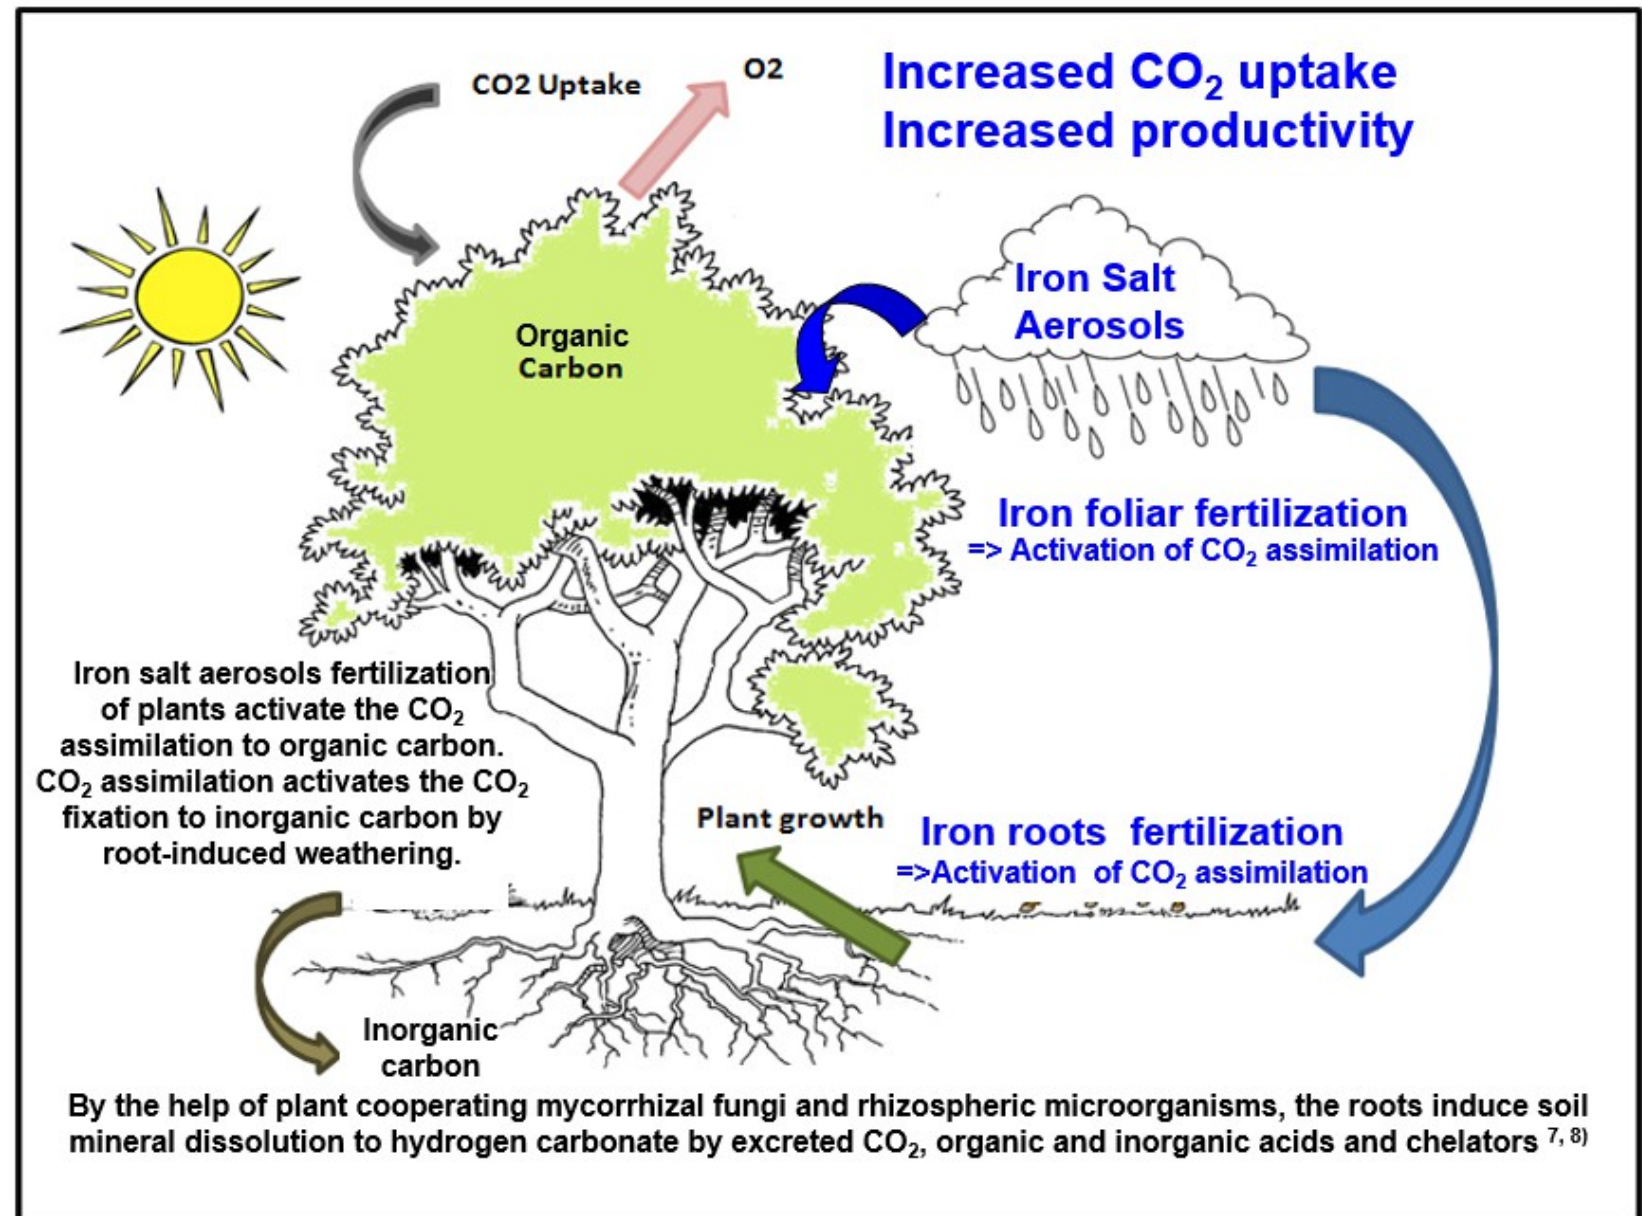 CO2 Uptake
O2
Increased CO₂ uptake
Increased productivity
Iron Salt
Aerosols
Organic
Carbon
Iron foliar fertilization
=> Activation of CO₂ assimilation
Iron salt aerosols fertilization
of plants activate the CO₂
assimilation to organic carbon.
CO₂ assimilation activates the CO₂
fixation to inorganic carbon by
root-induced weathering.
Plant growth
Iron roots fertilization
=>Activation of CO₂ assimilation
Inorganic
carbon
By the help of plant cooperating mycorrhizal fungi and rhizospheric microorganisms, the roots induce soil
mineral dissolution to hydrogen carbonate by excreted CO₂, organic and inorganic acids and chelators ⁷, ⁸⁾